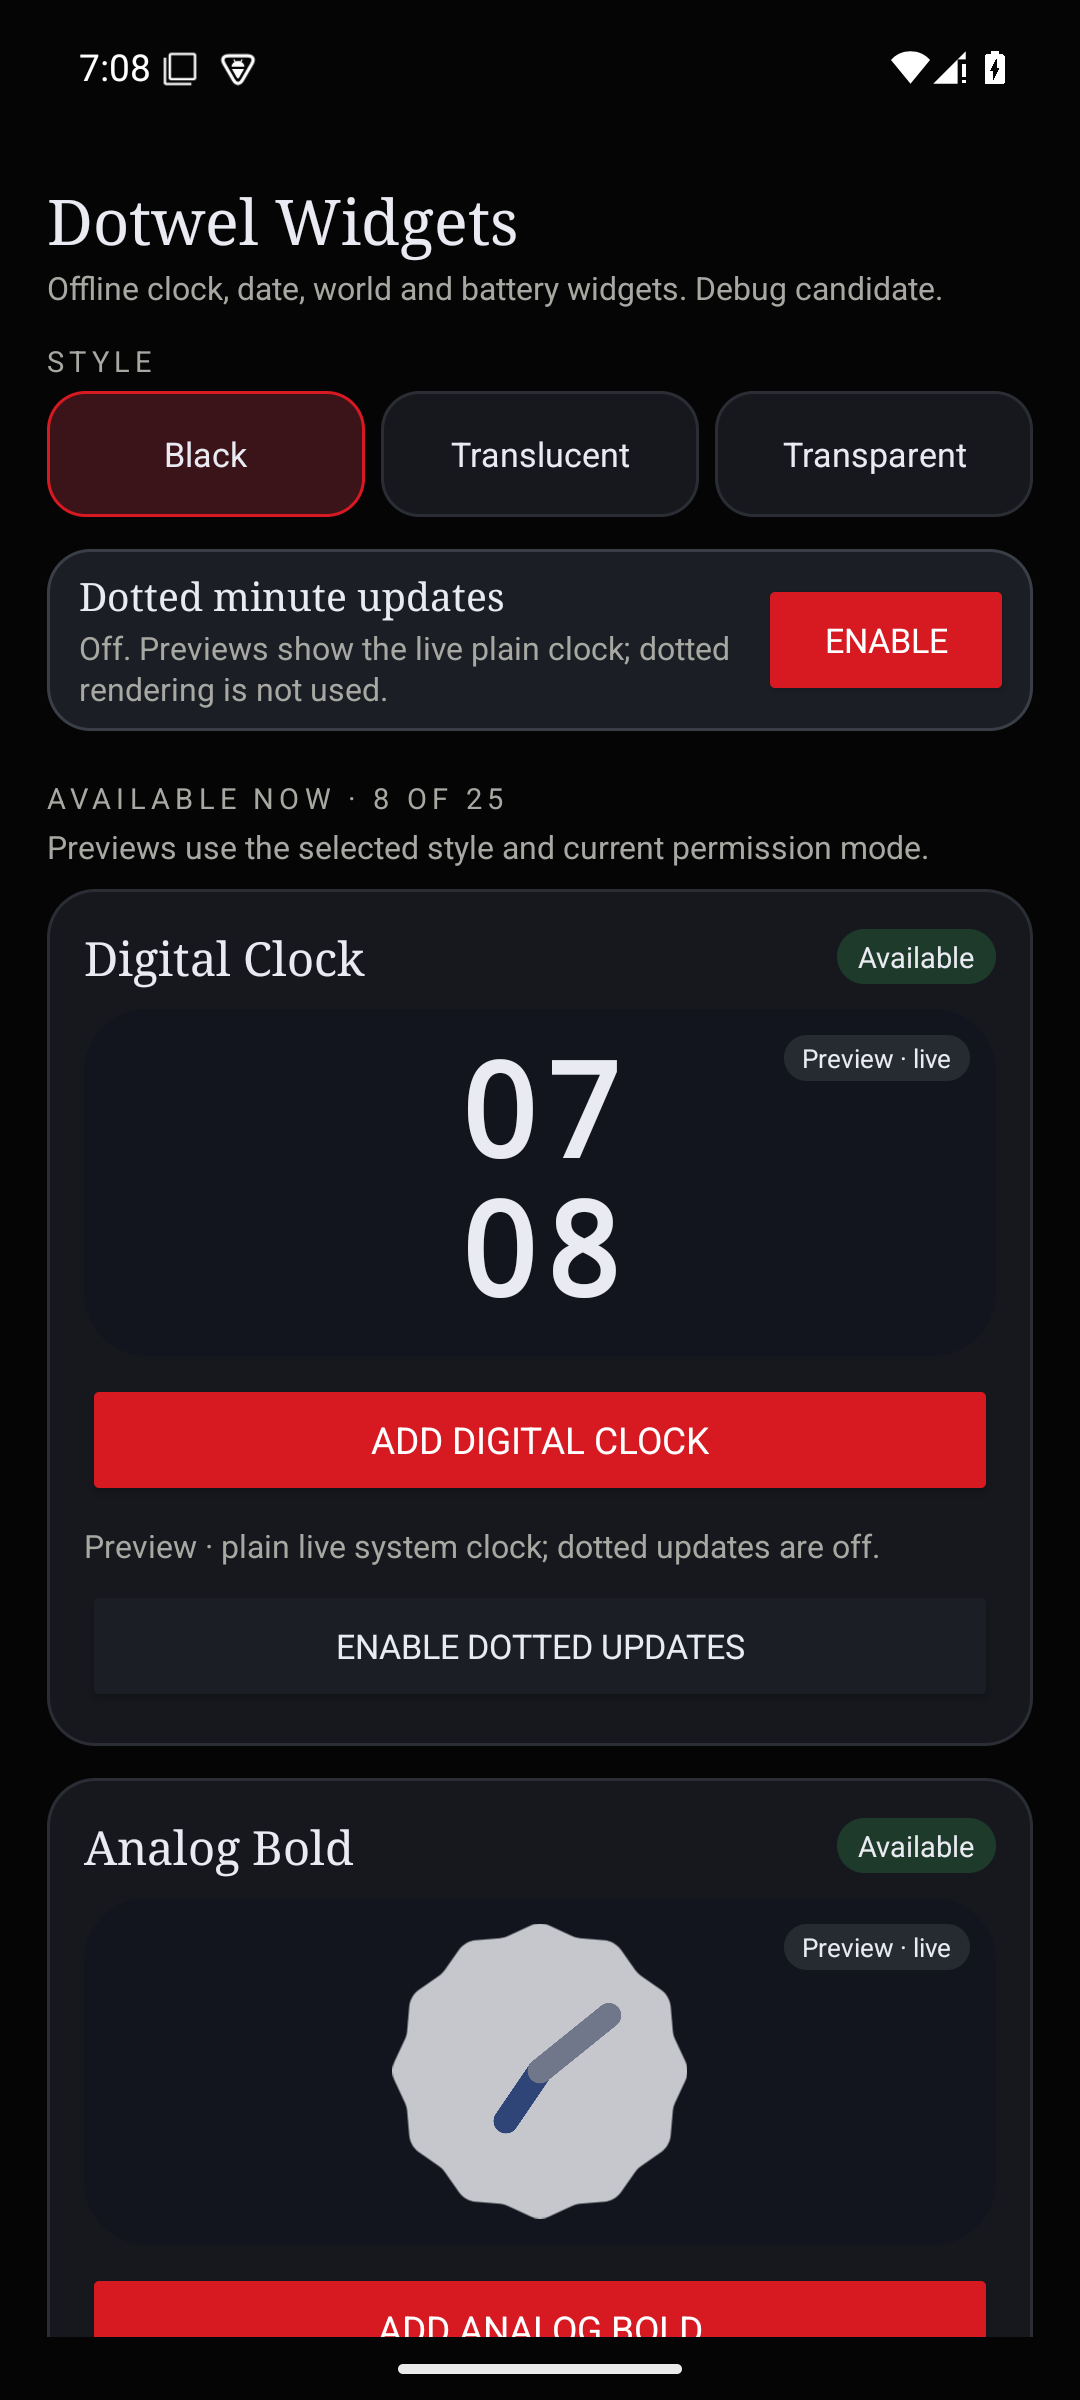 7:08
Dotwel Widgets
Offline clock, date, world and battery widgets. Debug candidate.
STYLE
Black
Translucent
Transparent
Dotted minute updates
Off. Previews show the live plain clock; dotted
rendering is not used.
ENABLE
AVAILABLE NOW · 8 OF 25
Previews use the selected style and current permission mode.
Digital Clock
Available
Preview · live
07
08
ADD DIGITAL CLOCK
Preview · plain live system clock; dotted updates are off.
ENABLE DOTTED UPDATES
Analog Bold
Available
Preview · live
ADD ANALOG BOLD